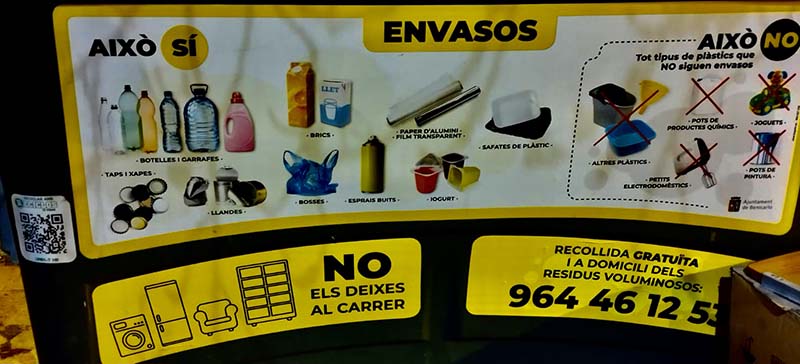 AIXÒ SÍ
ENVASOS
AIXÒ NO
Tot tipus de plàstics que
NO siguen envasos
LLET
· BOTELLES I GARRAFES ·
· BRICS ·
· PAPER D'ALUMINI ·
· FILM TRANSPARENT ·
· SAFATES DE PLÀSTIC ·
· TAPS I XAPES ·
· LLANDES ·
· BOSSES ·
· ESPRAIS BUITS ·
· IOGURT ·
· ALTRES PLÀSTICS ·
· POTS DE
PRODUCTES QUÍMICS ·
· JOGUETS ·
· PETITS
ELECTRODOMÈSTICS ·
· POTS DE
PINTURA ·
Ajuntament
de Benicarló
NO
ELS DEIXES
AL CARRER
RECOLLIDA GRATUÏTA
I A DOMICILI DELS
RESIDUS VOLUMINOSOS:
964 46 12 53